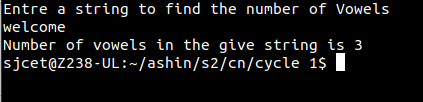 Entre a string to find the number of Vowels
welcome
Number of vowels in the give string is 3
sjcet@Z238-UL:~/ashin/s2/cn/cycle 1$